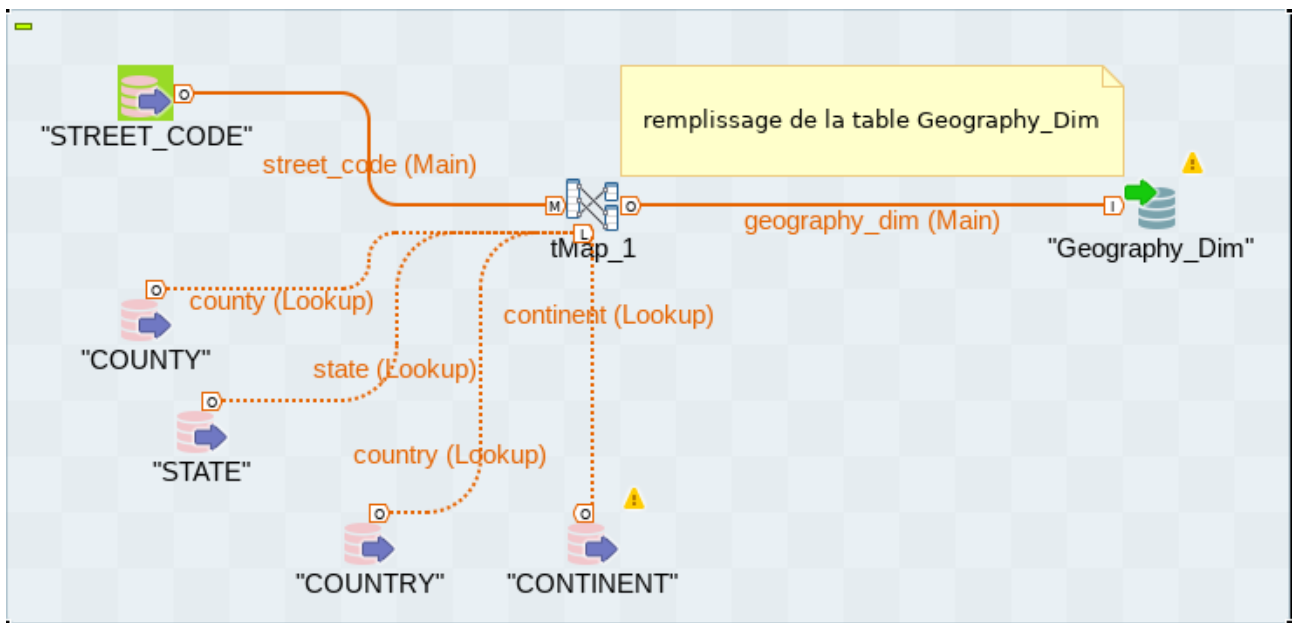 O
"STREET_CODE"
remplissage de la table Geography_Dim
street_code (Main)
M
O
I
geography_dim (Main)
L
tMap_1
"Geography_Dim"
O
county (Lookup)
continent (Lookup)
"COUNTY"
state (Lookup)
O
"STATE"
country (Lookup)
O
O
"COUNTRY"
"CONTINENT"